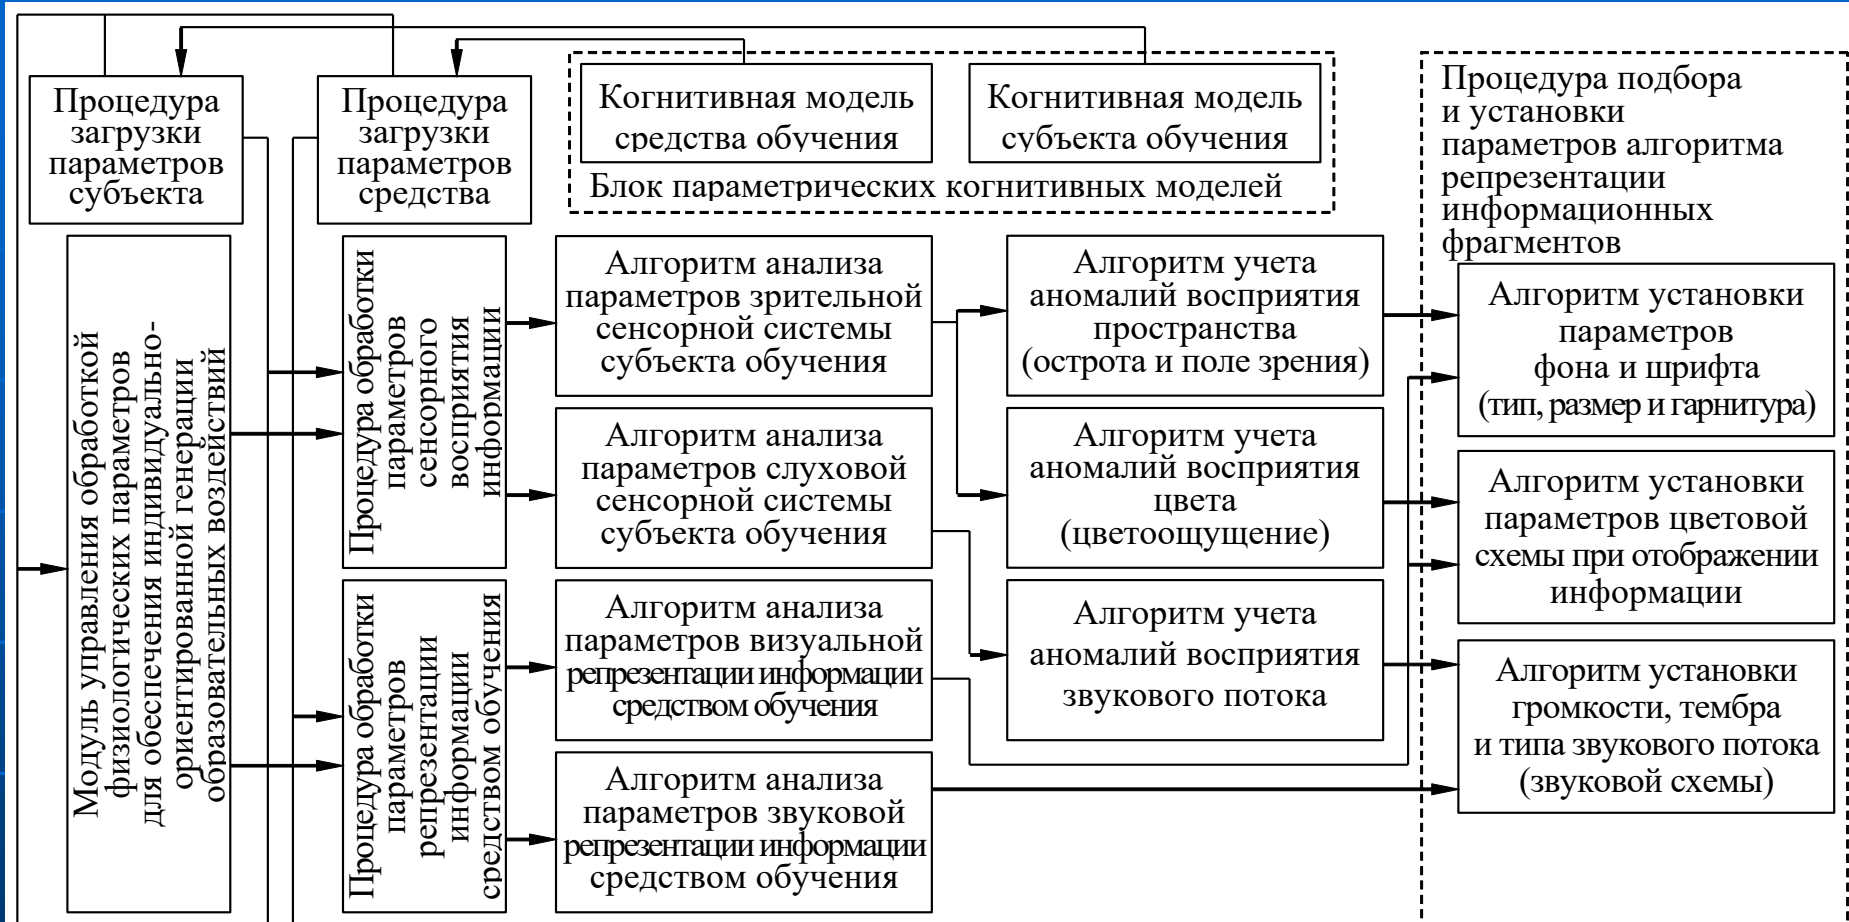 Процедура
загрузки
параметров
субъекта
Процедура
загрузки
параметров
средства
Когнитивная модель
средства обучения
Когнитивная модель
субъекта обучения
Блок параметрических когнитивных моделей
Процедура подбора
и установки
параметров алгоритма
репрезентации
информационных
фрагментов
Модуль управления обработкой
физиологических параметров
для обеспечения индивидуально-
ориентированной генерации
образовательных воздействий
Процедура обработки
параметров
сенсорного
восприятия
информации
Процедура обработки
параметров
репрезентации
информации
средством обучения
Алгоритм анализа
параметров зрительной
сенсорной системы
субъекта обучения
Алгоритм анализа
параметров слуховой
сенсорной системы
субъекта обучения
Алгоритм анализа
параметров визуальной
репрезентации информации
средством обучения
Алгоритм анализа
параметров звуковой
репрезентации информации
средством обучения
Алгоритм учета
аномалий восприятия
пространства
(острота и поле зрения)
Алгоритм учета
аномалий восприятия
цвета
(цветоощущение)
Алгоритм учета
аномалий восприятия
звукового потока
Алгоритм установки
параметров
фона и шрифта
(тип, размер и гарнитура)
Алгоритм установки
параметров цветовой
схемы при отображении
информации
Алгоритм установки
громкости, тембра
и типа звукового потока
(звуковой схемы)